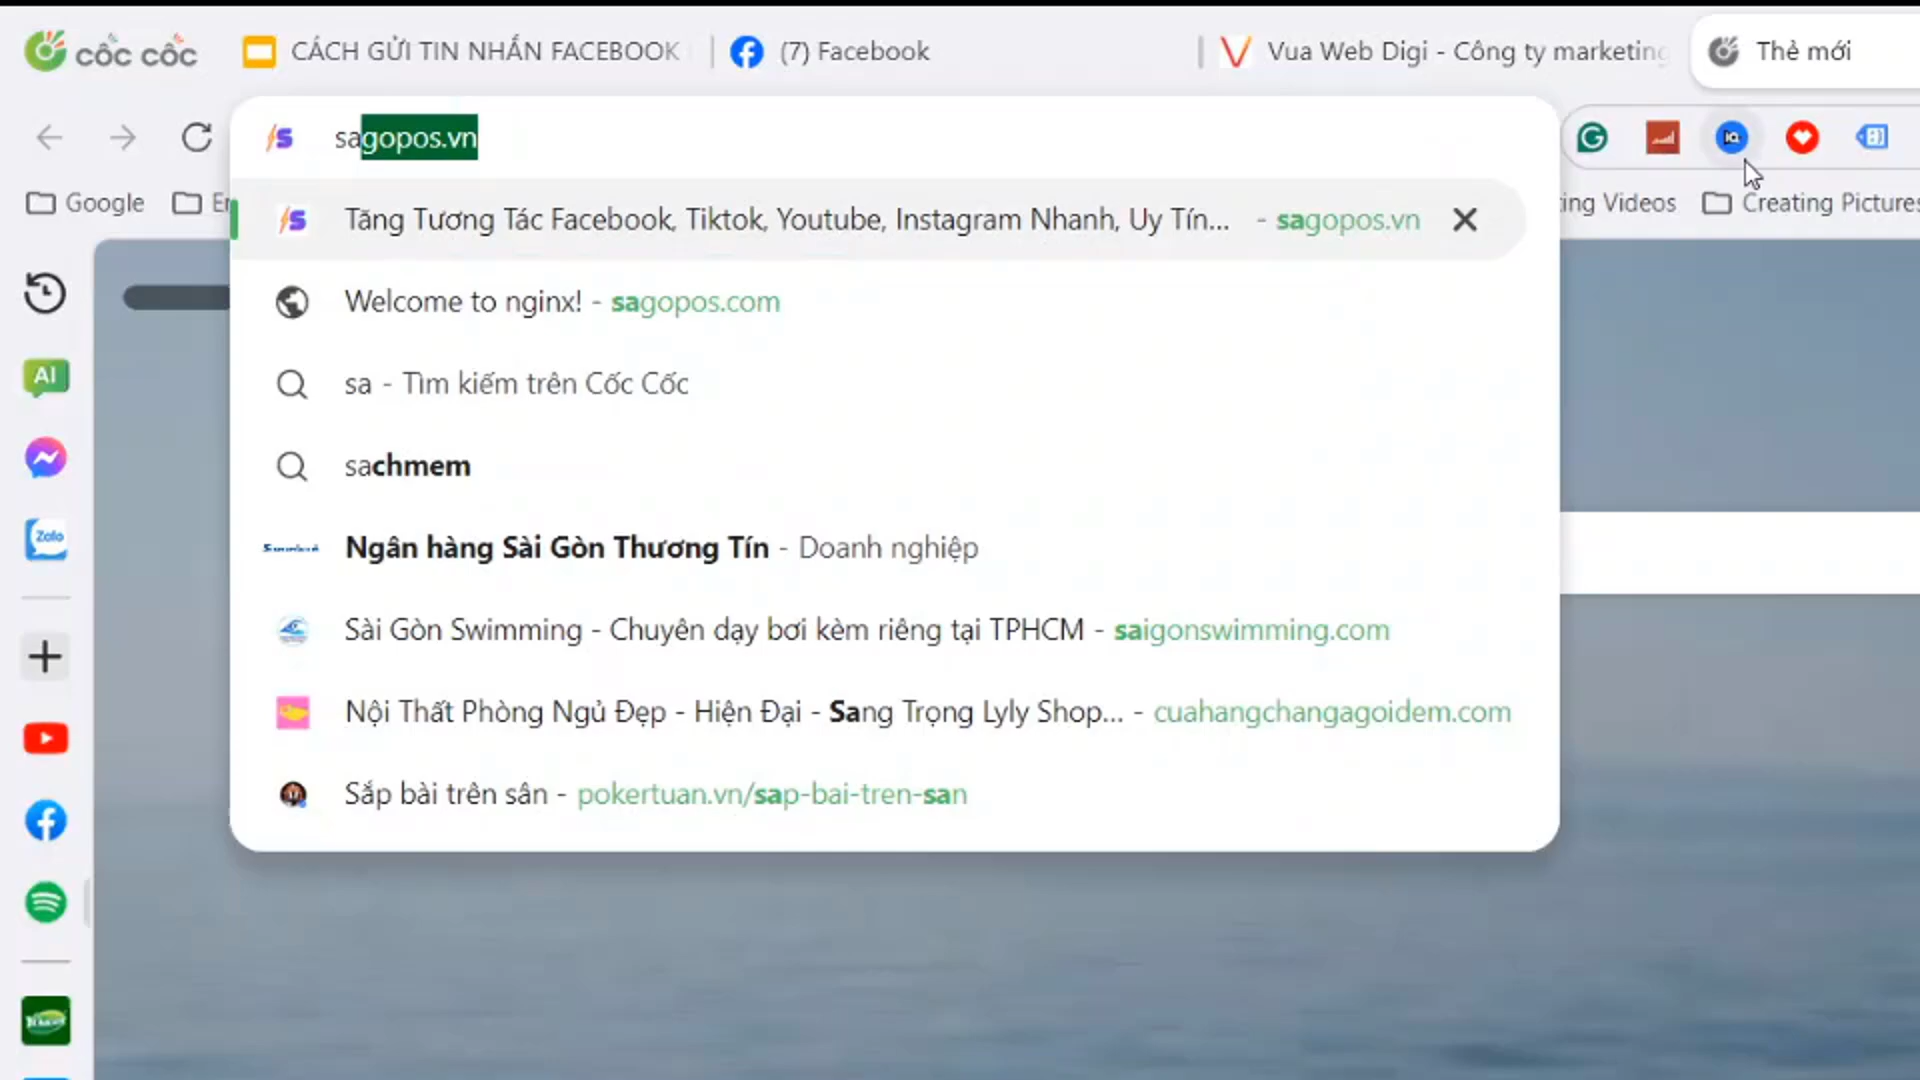 cốc cốc
CÁCH GỬI TIN NHẮN FACEBOOK
(7) Facebook
Vua Web Digi - Công ty marketing
Thẻ mới
sagopos.vn
Google
ing Videos
Creating Pictures
Tăng Tương Tác Facebook, Tiktok, Youtube, Instagram Nhanh, Uy Tín... - sagopos.vn
Welcome to nginx! - sagopos.com
AI
sa - Tìm kiếm trên Cốc Cốc
sachmem
Zalo
Ngân hàng Sài Gòn Thương Tín - Doanh nghiệp
Sài Gòn Swimming - Chuyên dạy bơi kèm riêng tại TPHCM - saigonswimming.com
Nội Thất Phòng Ngủ Đẹp - Hiện Đại - Sang Trọng Lyly Shop... - cuahangchangagoidem.com
Sắp bài trên sân - pokertuan.vn/sap-bai-tren-san